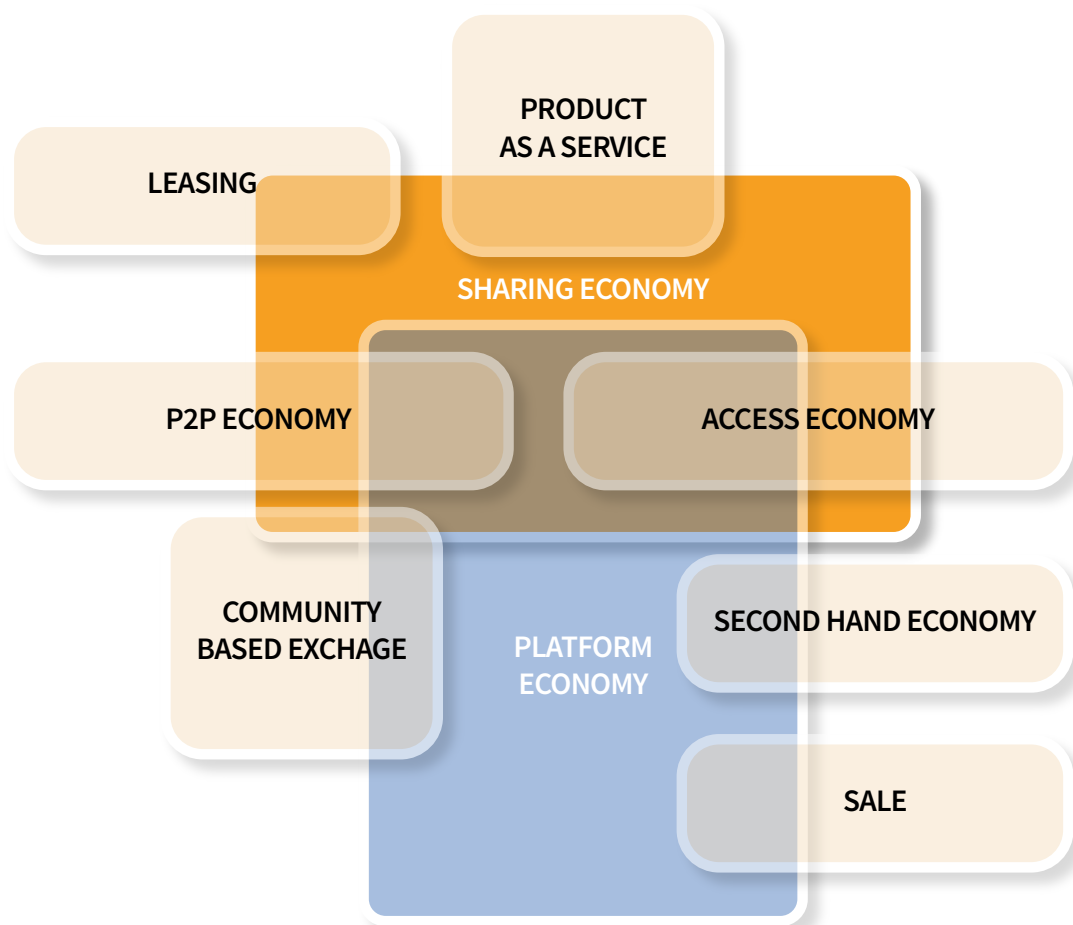 PRODUCT
AS A SERVICE
LEASING
SHARING ECONOMY
P2P ECONOMY
ACCESS ECONOMY
COMMUNITY
BASED EXCHAGE
SECOND HAND ECONOMY
PLATFORM
ECONOMY
SALE